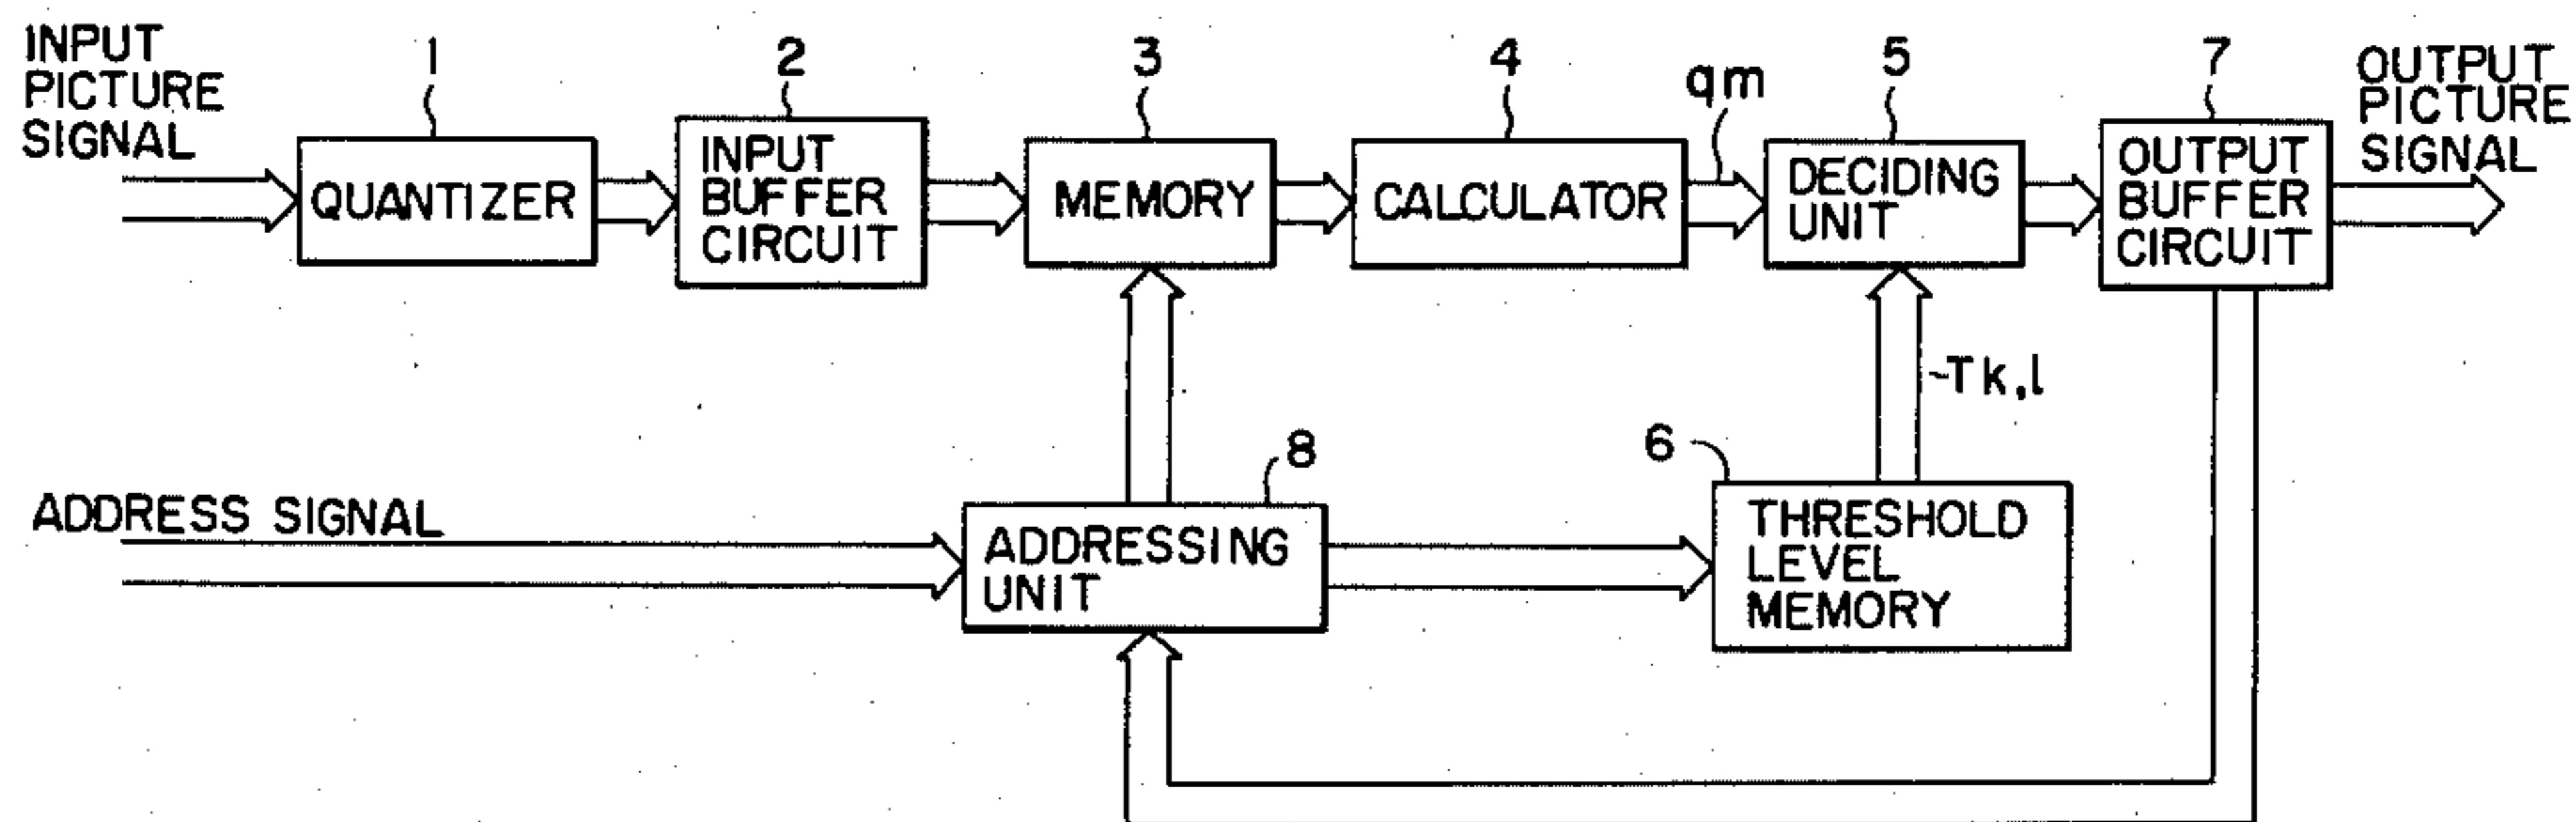 INPUT
PICTURE
SIGNAL
1
2
3
4
qm
5
7
OUTPUT
PICTURE
SIGNAL
QUANTIZER
INPUT
BUFFER
CIRCUIT
MEMORY
CALCULATOR
DECIDING
UNIT
OUTPUT
BUFFER
CIRCUIT
Tk,l
ADDRESS SIGNAL
8
ADDRESSING
UNIT
6
THRESHOLD
LEVEL
MEMORY